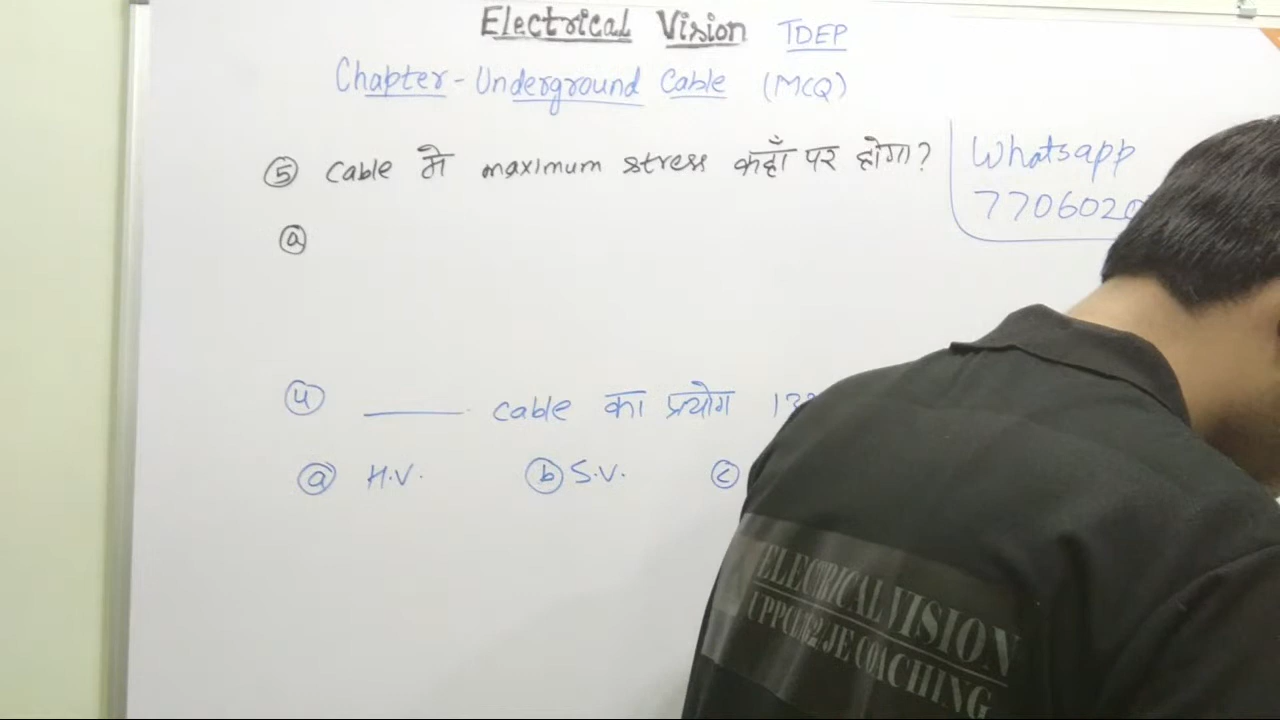 Electrical Vision TDEP
Chapter - Underground Cable (MCQ)
⑤ Cable मे maximum stress कहाँ पर होगा?
Whatsapp
770602
ⓐ
④ ______ cable का प्रयोग
ⓐ H.V. ⓑ S.V. ⓒ
ELECTRICAL VISION
JE COACHING